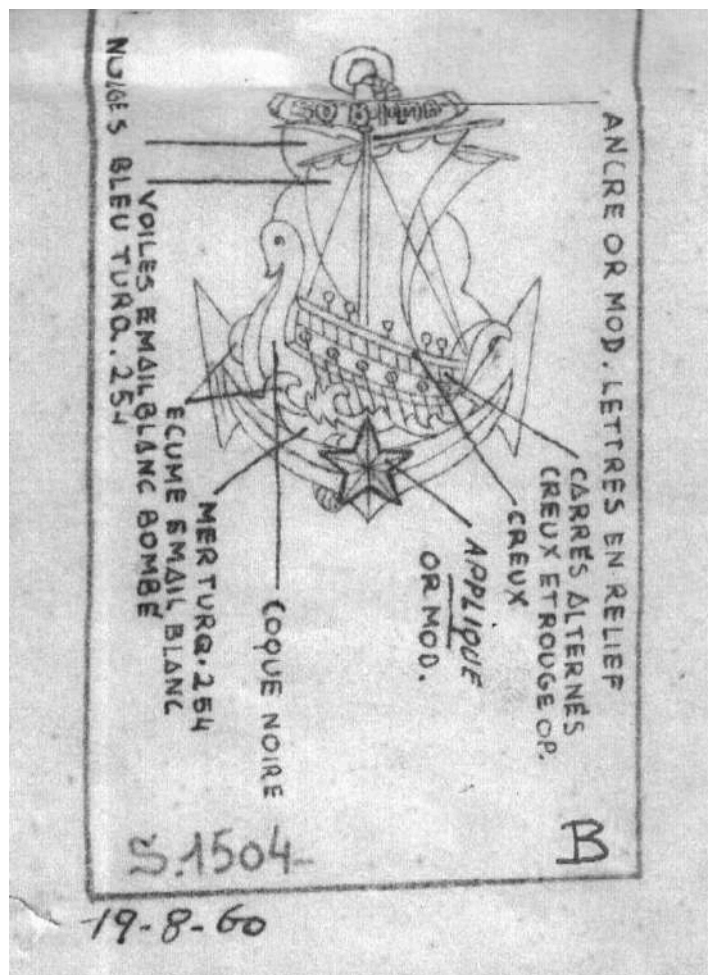 ANCRE OR MOD. LETTRES EN RELIEF
CARRÉS ALTERNÉS
CREUX ET ROUGE OP.
CREUX
APPLIQUE
OR MOD.
COQUE NOIRE
MER TURQ. 254
ECUME EMAIL BLANC
VOILES EMAIL BLANC BOMBÉ
NUAGES BLEU TURQ. 254
S.1504-
B
19-8-60